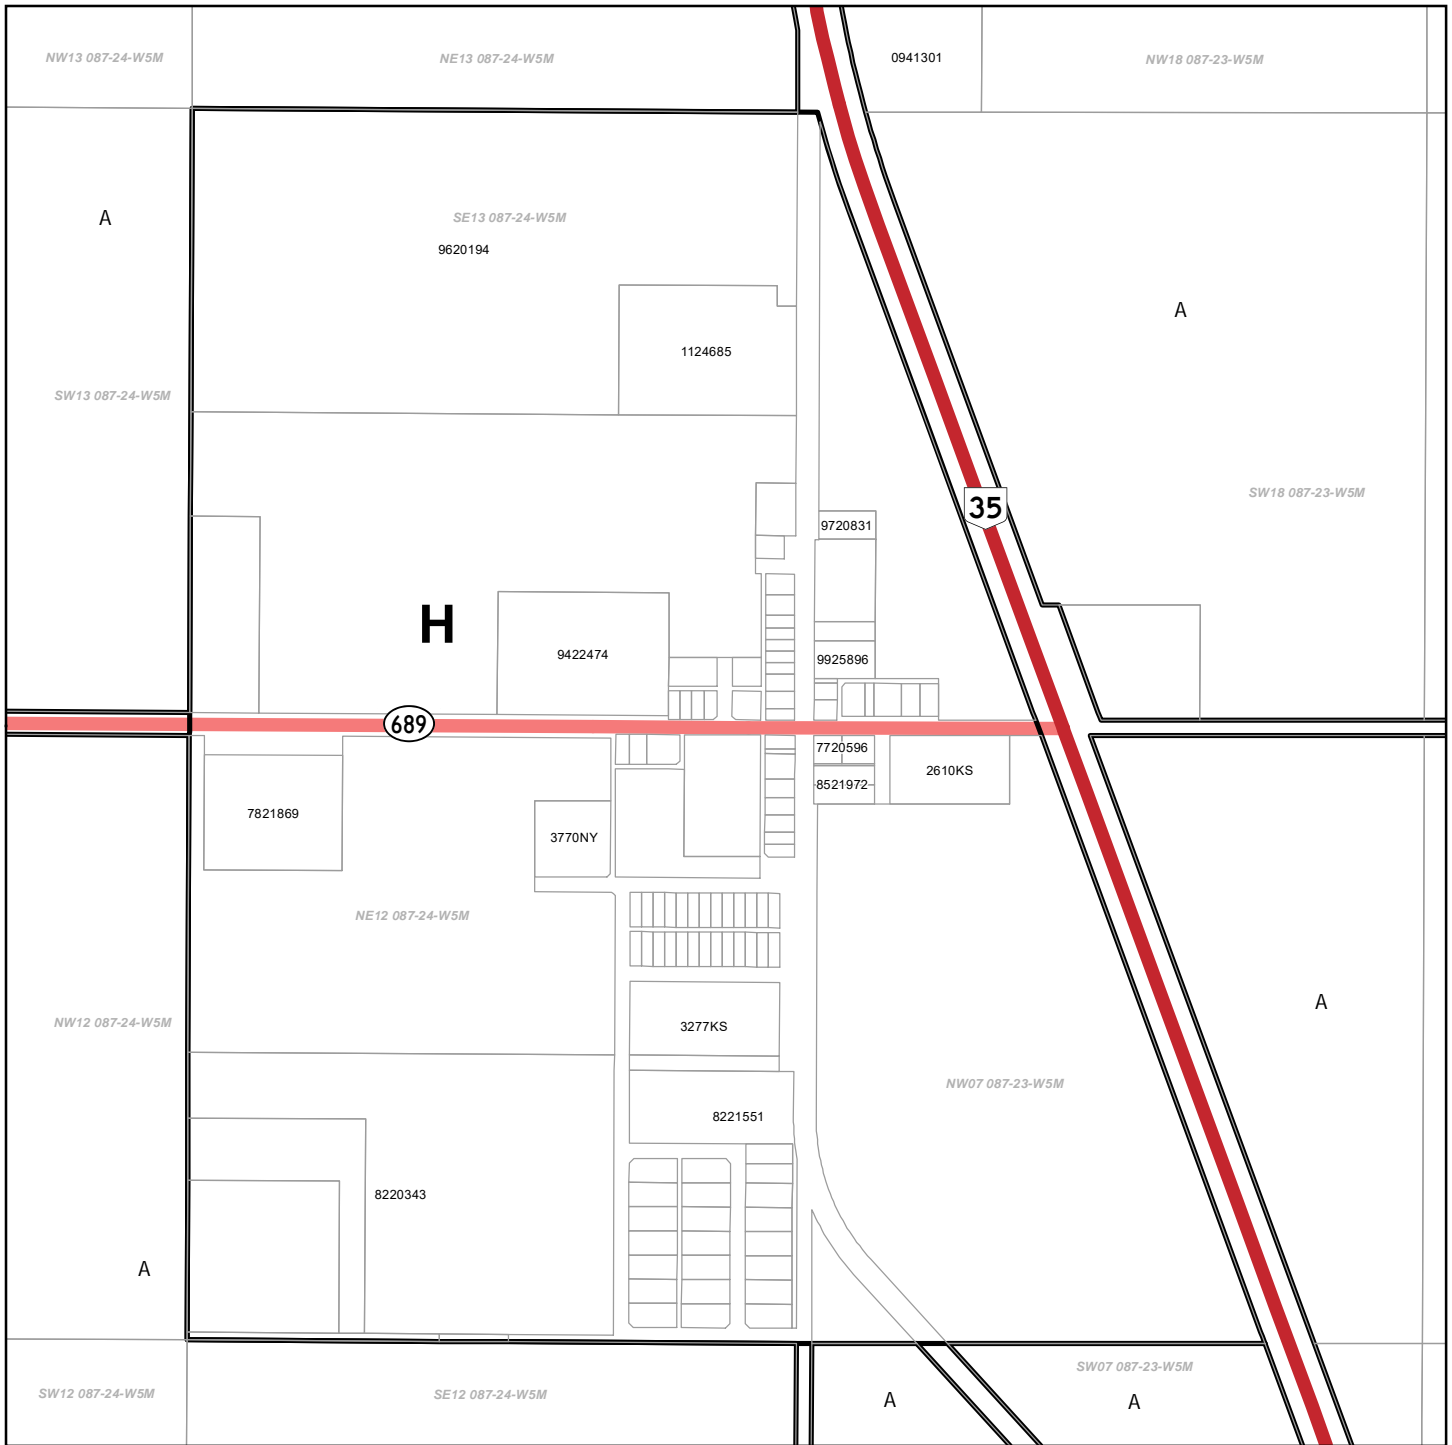 NW13 087-24-W5M
NE13 087-24-W5M
0941301
NW18 087-23-W5M
A
SE13 087-24-W5M
9620194
A
1124685
SW13 087-24-W5M
SW18 087-23-W5M
35
9720831
H
9422474
9925896
689
7720596
2610KS
8521972
7821869
3770NY
NE12 087-24-W5M
A
NW12 087-24-W5M
3277KS
NW07 087-23-W5M
8221551
8220343
A
SW07 087-23-W5M
SW12 087-24-W5M
SE12 087-24-W5M
A
A